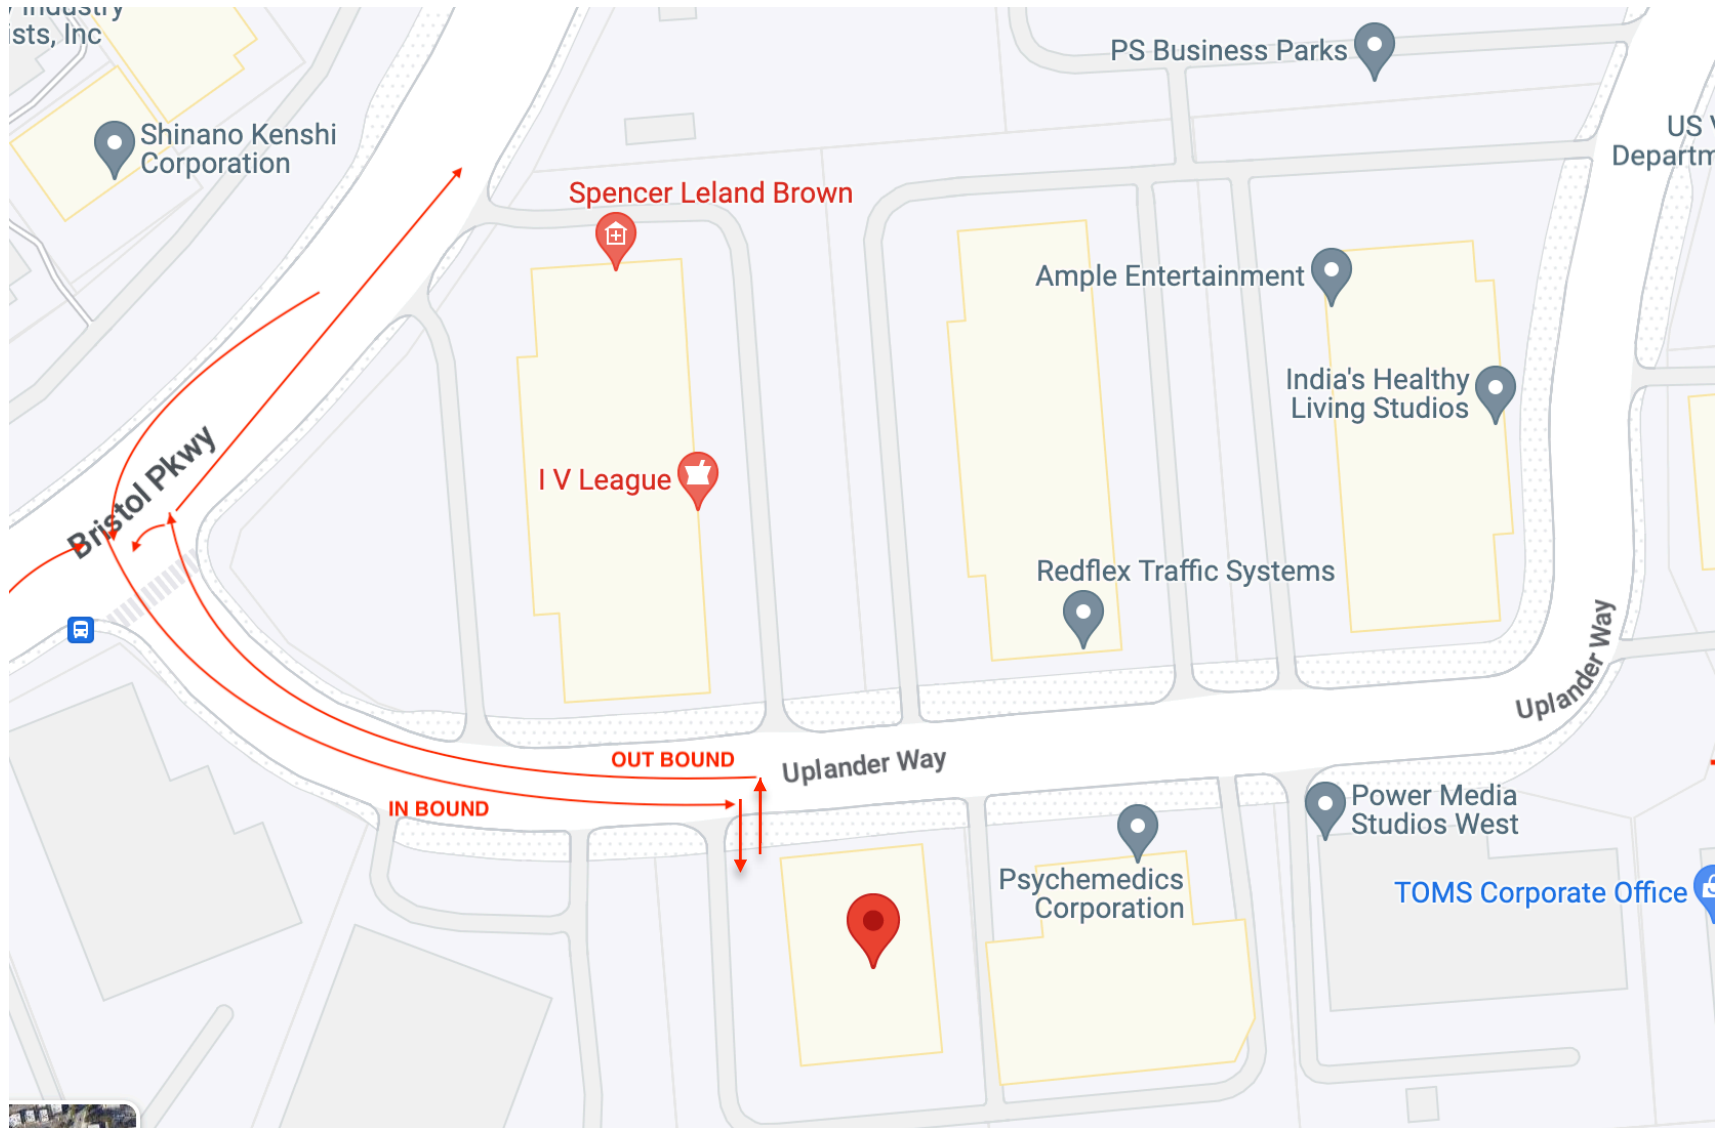 sts, Inc
PS Business Parks
Shinano Kenshi
Corporation
US
Departm
Spencer Leland Brown
Ample Entertainment
India's Healthy
Living Studios
Bristol Pkwy
I V League
Redflex Traffic Systems
Uplander Way
OUT BOUND
Uplander Way
IN BOUND
Power Media
Studios West
Psychemedics
Corporation
TOMS Corporate Office